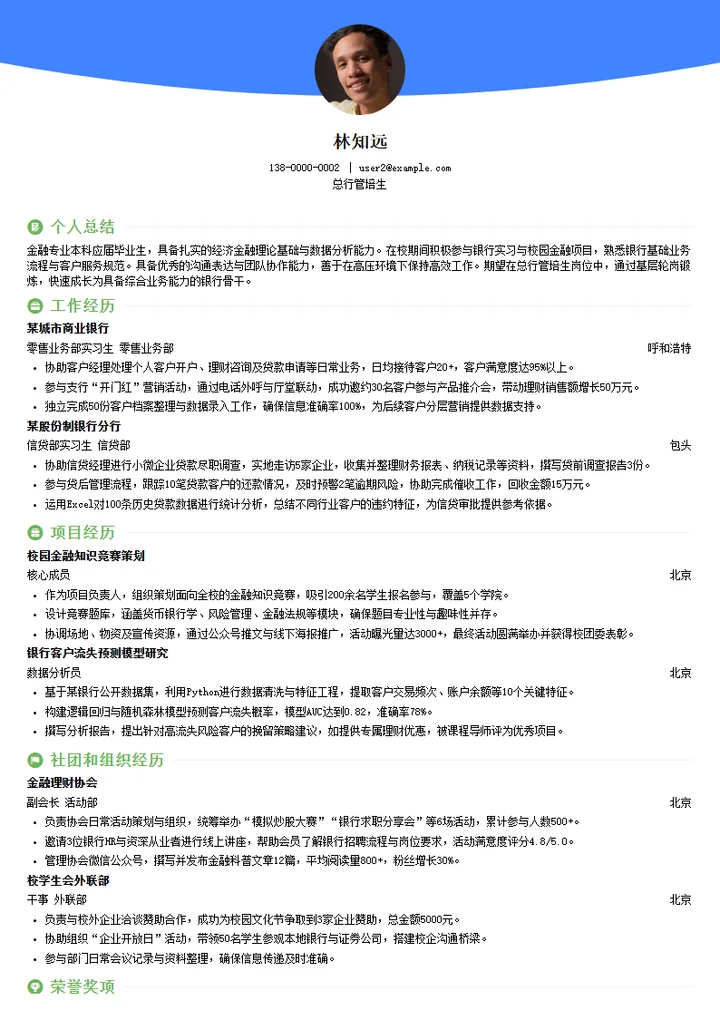 林知远
138-0000-0002 | user2@example.com
总行管培生
个人总结
金融专业本科应届毕业生，具备扎实的经济金融理论基础与数据分析能力。在校期间积极参与银行实习与校园金融项目，熟悉银行基础业务
流程与客户服务规范。具备优秀的沟通表达与团队协作能力，善于在高压环境下保持高效工作。期望在总行管培生岗位中，通过基层轮岗锻
炼，快速成长为具备综合业务能力的银行骨干。
工作经历
某城市商业银行
零售业务部实习生 零售业务部 呼和浩特
• 协助客户经理处理个人客户开户、理财咨询及贷款申请等日常业务，日均接待客户20+，客户满意度达95%以上。
• 参与支行“开门红”营销活动，通过电话外呼与厅堂联动，成功邀约30名客户参与产品推介会，带动理财销售额增长50万元。
• 独立完成50份客户档案整理与数据录入工作，确保信息准确率100%，为后续客户分层营销提供数据支持。
某股份制银行分行
信贷部实习生 信贷部 包头
• 协助信贷经理进行小微企业贷款尽职调查，实地走访5家企业，收集并整理财务报表、纳税记录等资料，撰写贷前调查报告3份。
• 参与贷后管理流程，跟踪10笔贷款客户的还款情况，及时预警2笔逾期风险，协助完成催收工作，回收金额15万元。
• 运用Excel对100条历史贷款数据进行统计分析，总结不同行业客户的违约特征，为信贷审批提供参考依据。
项目经历
校园金融知识竞赛策划
核心成员 北京
• 作为项目负责人，组织策划面向全校的金融知识竞赛，吸引200余名学生报名参与，覆盖5个学院。
• 设计竞赛题库，涵盖货币银行学、风险管理、金融法规等模块，确保题目专业性与趣味性并存。
• 协调场地、物资及宣传资源，通过公众号推文与线下海报推广，活动曝光量达3000+，最终活动圆满举办并获得校团委表彰。
银行客户流失预测模型研究
数据分析员 北京
• 基于某银行公开数据集，利用Python进行数据清洗与特征工程，提取客户交易频次、账户余额等10个关键特征。
• 构建逻辑回归与随机森林模型预测客户流失概率，模型AUC达到0.82，准确率78%。
• 撰写分析报告，提出针对高流失风险客户的挽留策略建议，如提供专属理财优惠，被课程导师评为优秀项目。
社团和组织经历
金融理财协会
副会长 活动部 北京
• 负责协会日常活动策划与组织，统筹举办“模拟炒股大赛”“银行求职分享会”等6场活动，累计参与人数500+。
• 邀请3位银行HR与资深从业者进行线上讲座，帮助会员了解银行招聘流程与岗位要求，活动满意度评分4.8/5.0。
• 管理协会微信公众号，撰写并发布金融科普文章12篇，平均阅读量800+，粉丝增长30%。
校学生会外联部
干事 外联部 北京
• 负责与校外企业洽谈赞助合作，成功为校园文化节争取到3家企业赞助，总金额5000元。
• 协助组织“企业开放日”活动，带领50名学生参观本地银行与证券公司，搭建校企沟通桥梁。
• 参与部门日常会议记录与资料整理，确保信息传递及时准确。
荣誉奖项